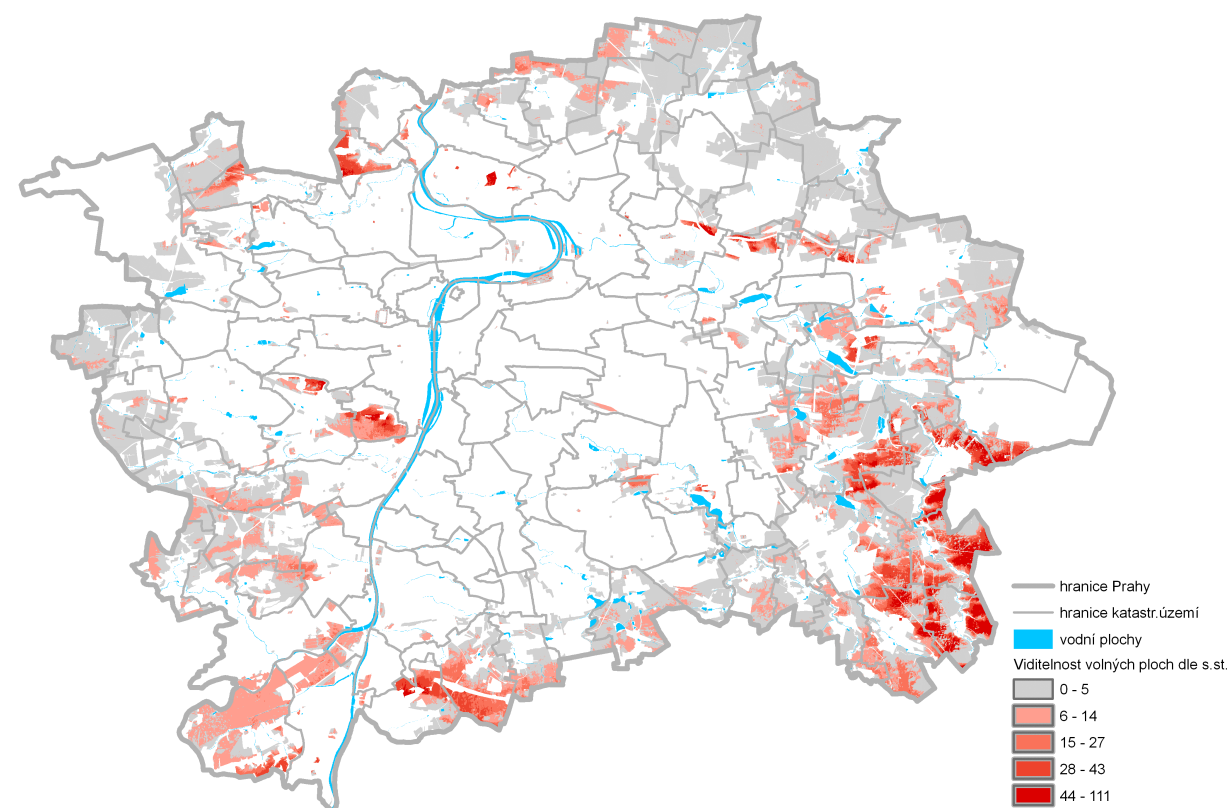 hranice Prahy
hranice katastr.území
vodní plochy
Viditelnost volných ploch dle s.st.
0 - 5
6 - 14
15 - 27
28 - 43
44 - 111